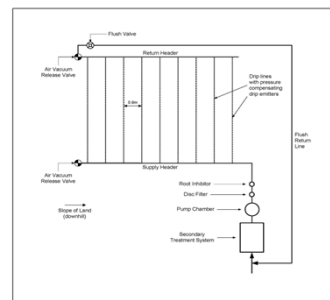 Flush Valve
Return Header
Air Vacuum
Release Valve
Drip lines
with pressure
compensating
drip emitters
0.6m
Flush
Return
Line
Supply Header
Air Vacuum
Release Valve
Root Inhibitor
Disc Filter
Slope of Land
(downhill)
Pump Chamber
Secondary
Treatment System